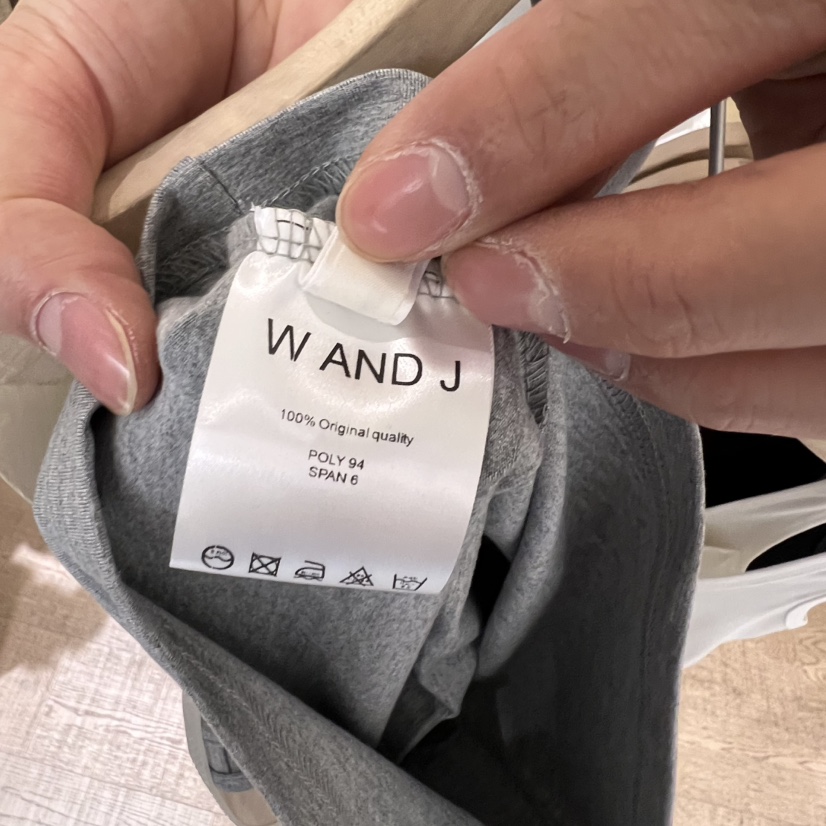 W AND J
100% Original quality
POLY 94
SPAN 6